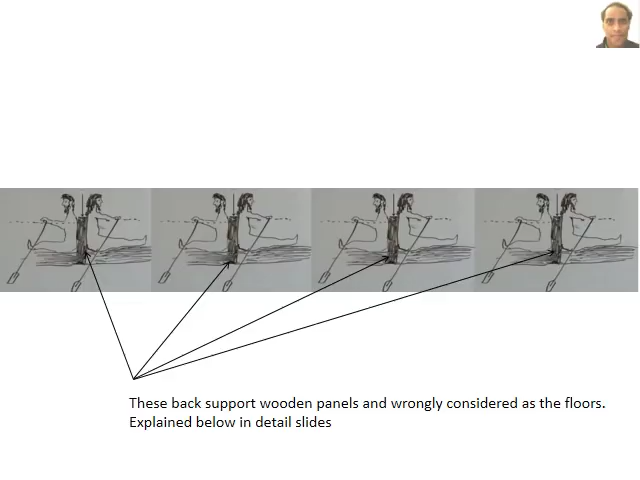 These back support wooden panels and wrongly considered as the floors.
Explained below in detail slides